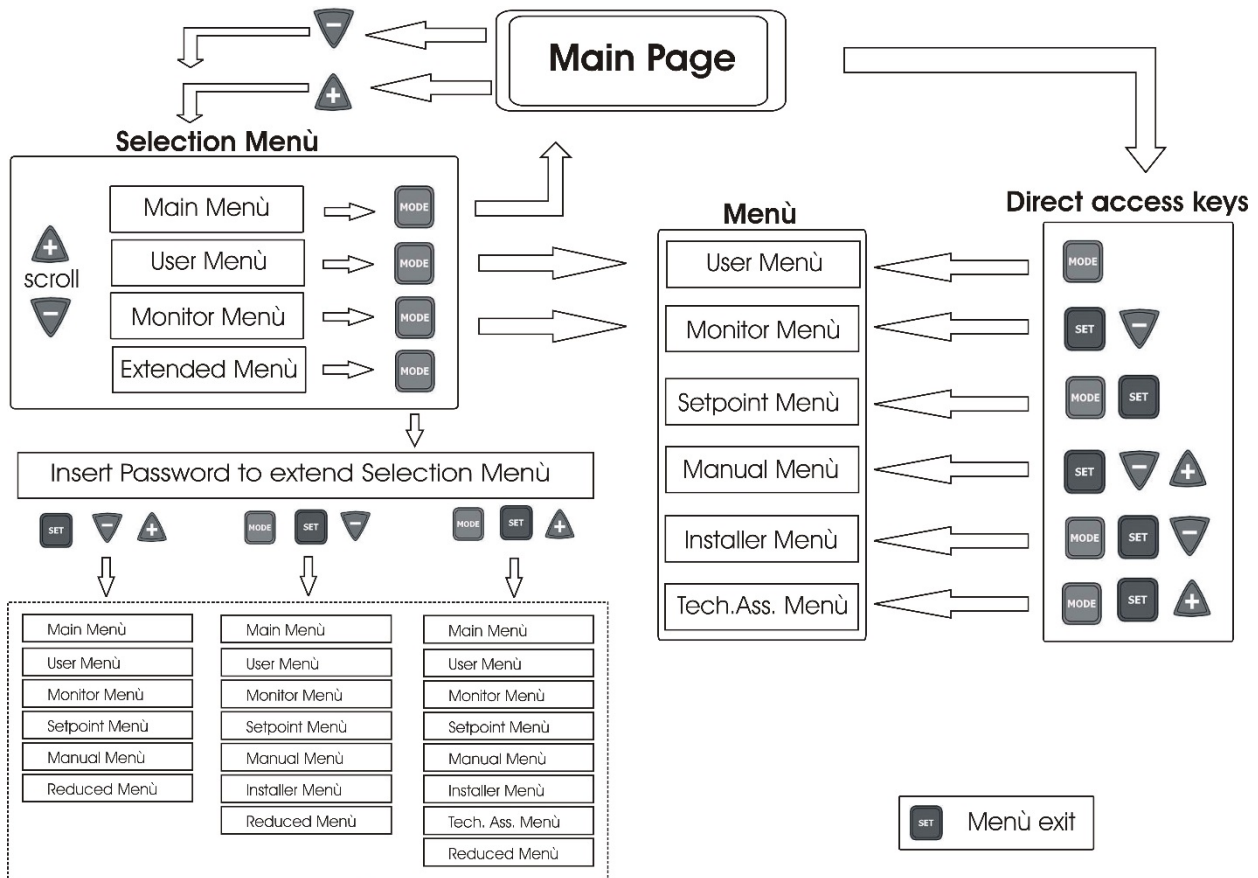 −
Main Page
+
Selection Menù
Main Menù
MODE
+
scroll
−
User Menù
MODE
Monitor Menù
MODE
Extended Menù
MODE
Insert Password to extend Selection Menù
SET − +
MODE SET −
MODE SET +
Main Menù
User Menù
Monitor Menù
Setpoint Menù
Manual Menù
Reduced Menù
Main Menù
User Menù
Monitor Menù
Setpoint Menù
Manual Menù
Installer Menù
Reduced Menù
Main Menù
User Menù
Monitor Menù
Setpoint Menù
Manual Menù
Installer Menù
Tech. Ass. Menù
Reduced Menù
Menù
User Menù
Monitor Menù
Setpoint Menù
Manual Menù
Installer Menù
Tech.Ass. Menù
Direct access keys
MODE
SET −
MODE SET
SET − +
MODE SET −
MODE SET +
SET Menù exit